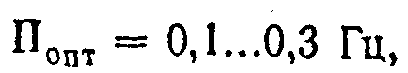 Попт = 0,1...0,3 Гц,